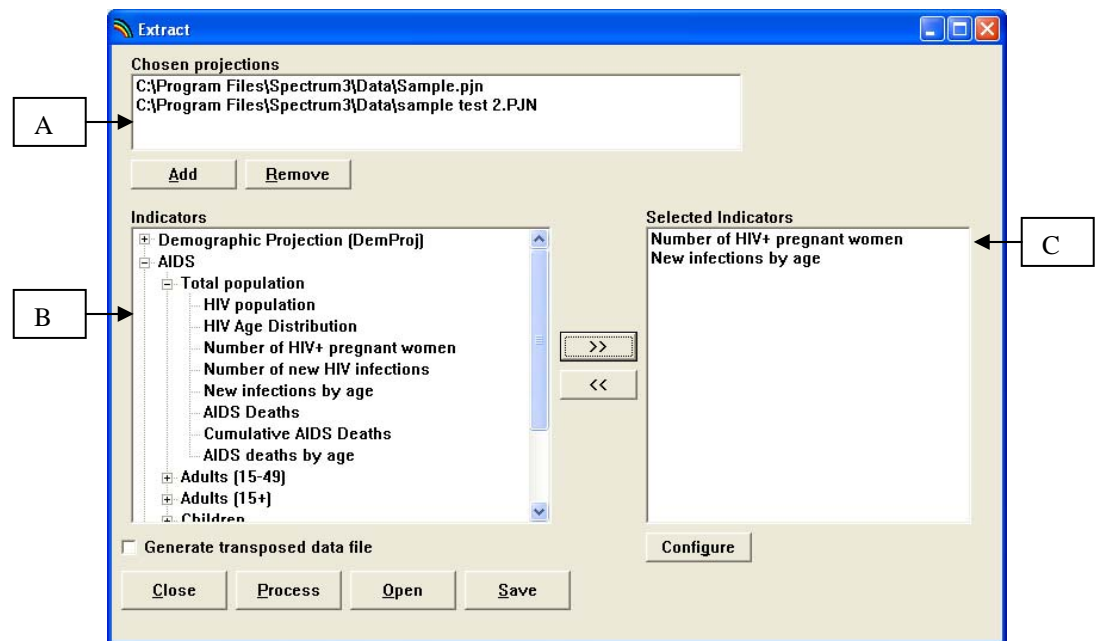 Extract
Chosen projections
C:\Program Files\Spectrum3\Data\Sample.pjn
C:\Program Files\Spectrum3\Data\sample test 2.PJN
A
Add
Remove
Indicators
Demographic Projection (DemProj)
AIDS
Total population
HIV population
HIV Age Distribution
Number of HIV+ pregnant women
Number of new HIV infections
New infections by age
AIDS Deaths
Cumulative AIDS Deaths
AIDS deaths by age
Adults (15-49)
Adults (15+)
Children
B
>>
<<
Selected Indicators
Number of HIV+ pregnant women
New infections by age
C
Generate transposed data file
Configure
Close
Process
Open
Save